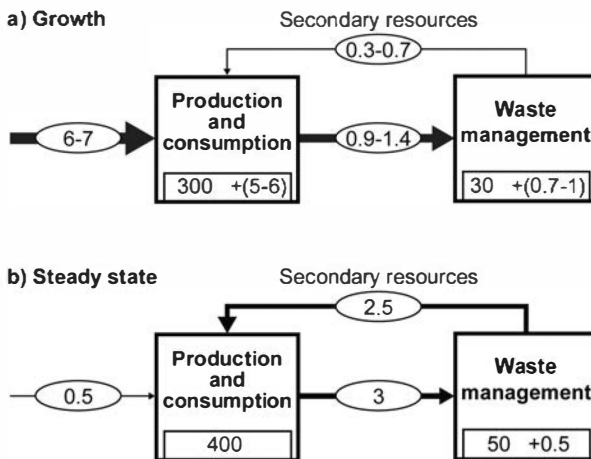 a) Growth
Secondary resources
0.3-0.7
Production
and
consumption
Waste
management
6-7
0.9-1.4
300 +(5-6)
30 +(0.7-1)
b) Steady state
Secondary resources
2.5
Production
and
consumption
Waste
management
0.5
3
400
50 +0.5